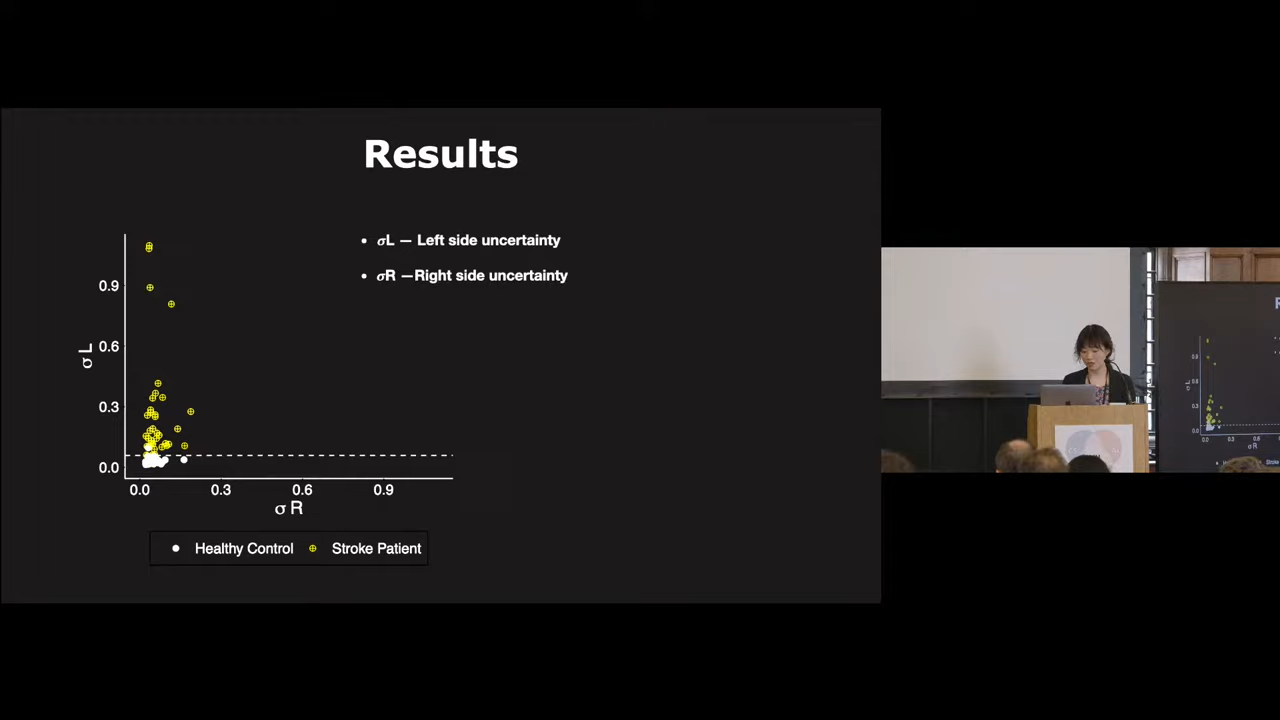 Results
σL — Left side uncertainty
σR —Right side uncertainty
0.9
0.6
0.3
0.0
σ L
0.0 0.3 0.6 0.9
σ R
Healthy Control Stroke Patient